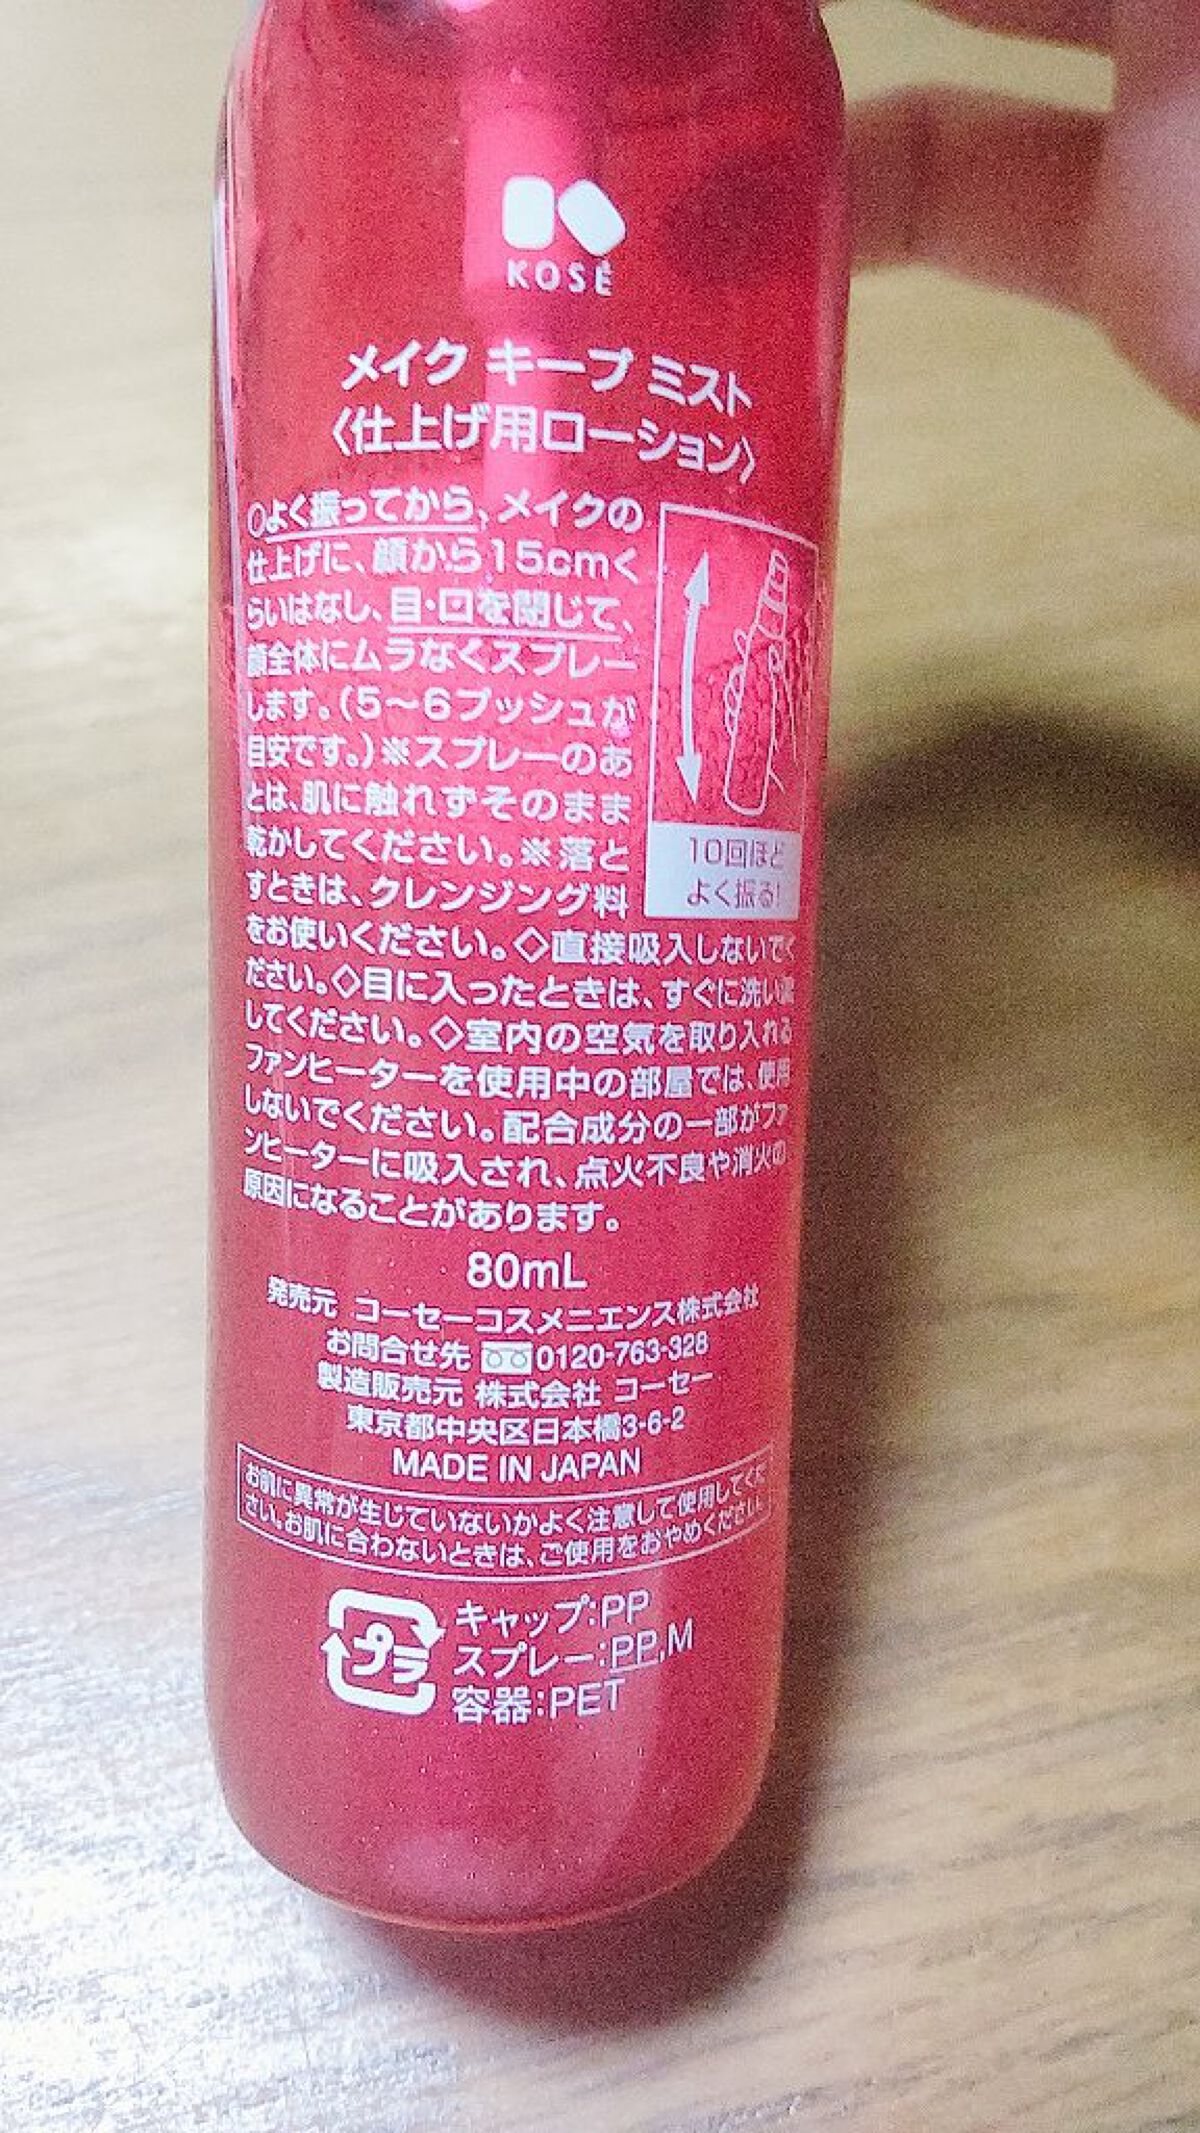 KOSÉ
メイク キープ ミスト
〈仕上げ用ローション〉
○よく振ってから、メイクの
仕上げに、顔から15cmく
らいはなし、目・口を閉じて、
顔全体にムラなくスプレー
します。(5〜6プッシュが
目安です。)※スプレーのあ
とは、肌に触れずそのまま
乾かしてください。※落と
すときは、クレンジング料
10回ほど
よく振る!
をお使いください。◇直接吸入しないでく
ださい。◇目に入ったときは、すぐに洗い流
してください。◇室内の空気を取り入れる
ファンヒーターを使用中の部屋では、使用
しないでください。配合成分の一部がファ
ンヒーターに吸入され、点火不良や消火の
原因になることがあります。
80mL
発売元 コーセーコスメニエンス株式会社
お問合せ先 0120-763-328
製造販売元 株式会社 コーセー
東京都中央区日本橋3-6-2
MADE IN JAPAN
お肌に異常が生じていないかよく注意して使用してくだ
さい。お肌に合わないときは、ご使用をおやめください。
プラ
キャップ:PP
スプレー:PP,M
容器:PET